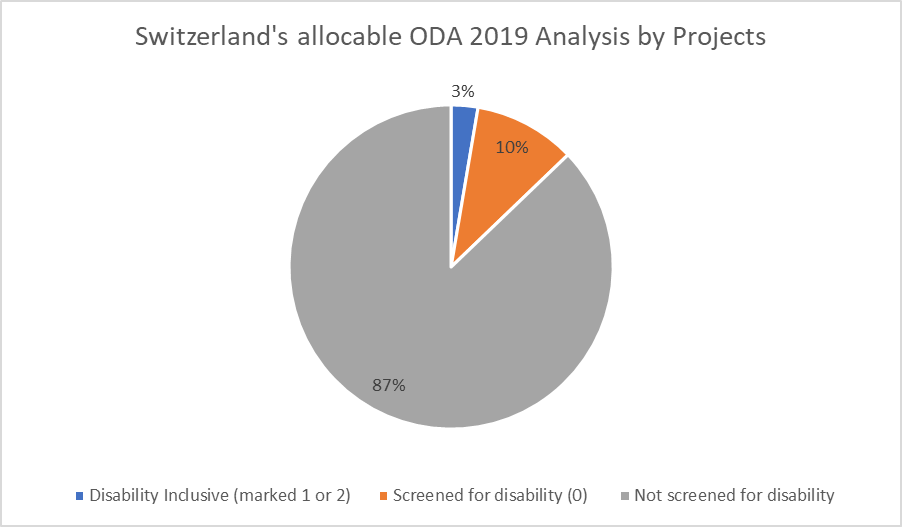 Switzerland's allocable ODA 2019 Analysis by Projects
3%
10%
87%
Disability Inclusive (marked 1 or 2) Screened for disability (0) Not screened for disability